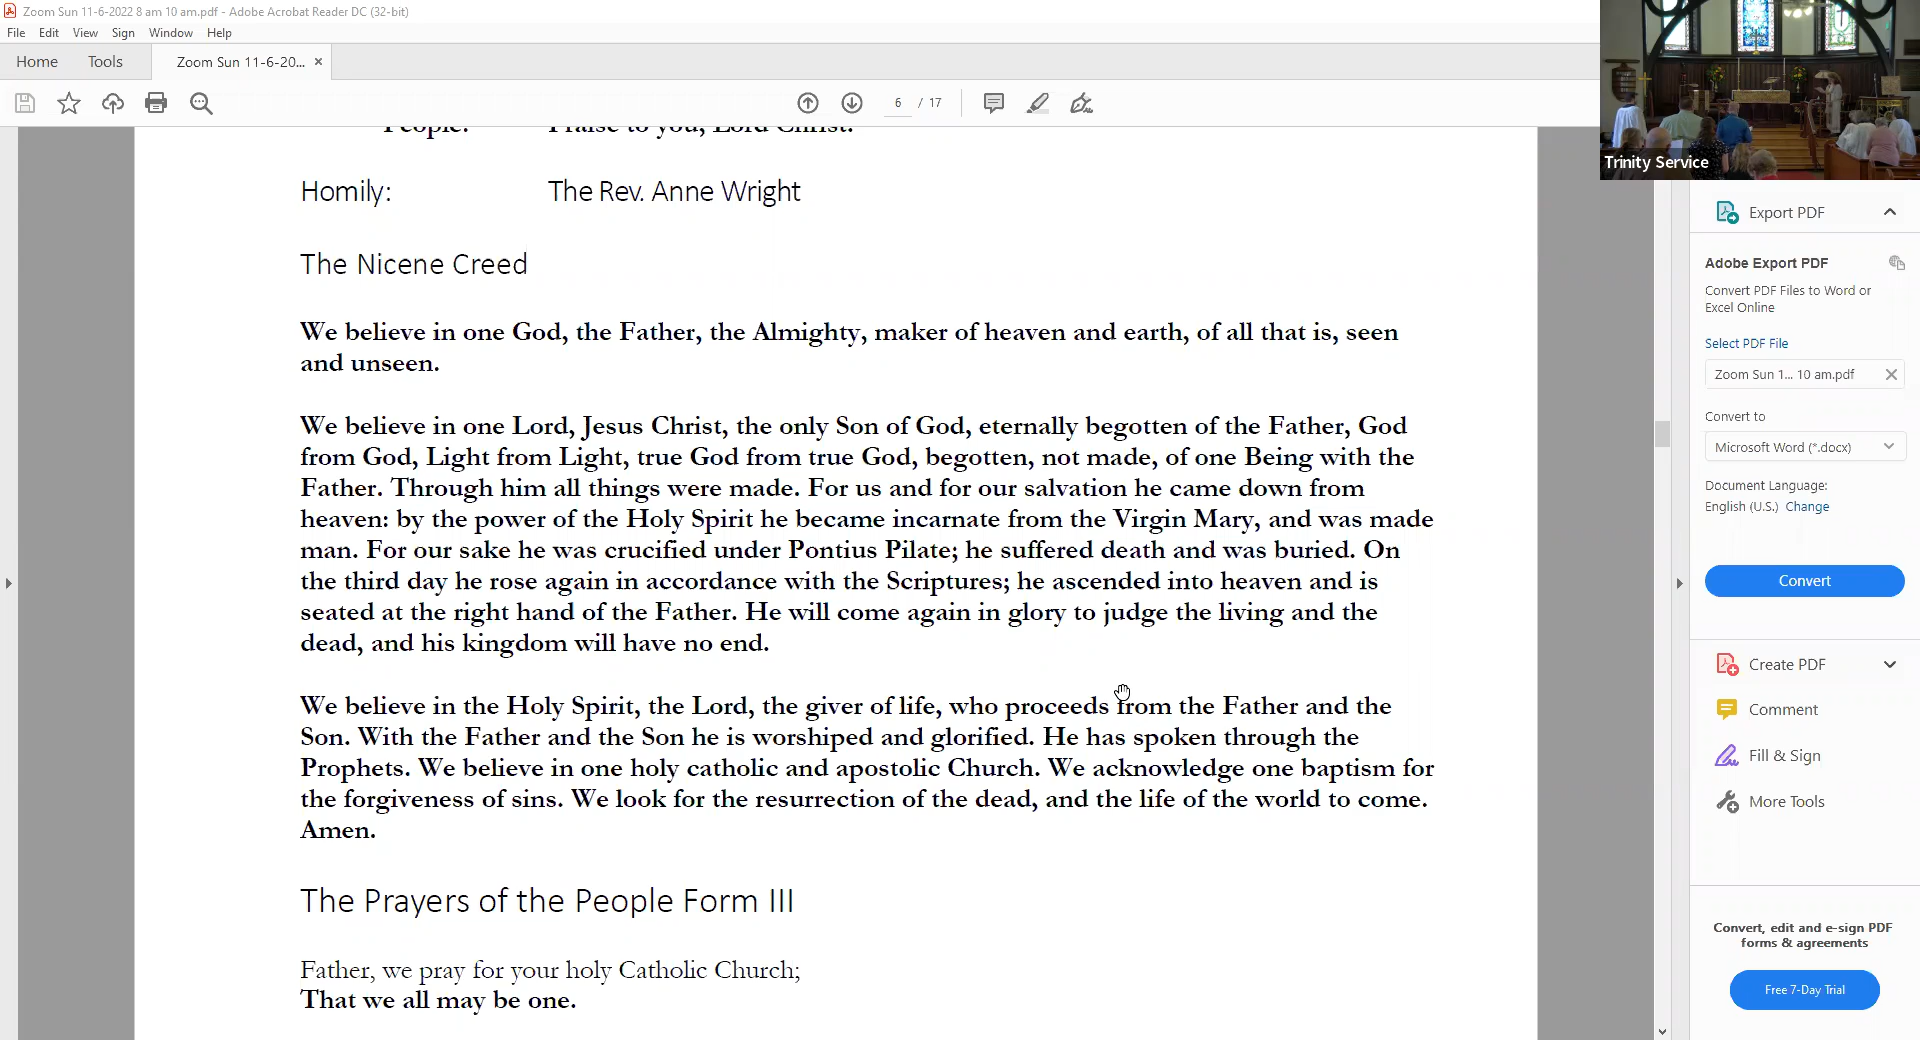 Zoom Sun 11-6-2022 8 am 10 am.pdf - Adobe Acrobat Reader DC (32-bit)
File Edit View Sign Window Help
Home Tools Zoom Sun 11-6-20... ×
6 / 17
People: Praise to you, Lord Christ.
Homily: The Rev. Anne Wright
The Nicene Creed
We believe in one God, the Father, the Almighty, maker of heaven and earth, of all that is, seen
and unseen.
We believe in one Lord, Jesus Christ, the only Son of God, eternally begotten of the Father, God
from God, Light from Light, true God from true God, begotten, not made, of one Being with the
Father. Through him all things were made. For us and for our salvation he came down from
heaven: by the power of the Holy Spirit he became incarnate from the Virgin Mary, and was made
man. For our sake he was crucified under Pontius Pilate; he suffered death and was buried. On
the third day he rose again in accordance with the Scriptures; he ascended into heaven and is
seated at the right hand of the Father. He will come again in glory to judge the living and the
dead, and his kingdom will have no end.
We believe in the Holy Spirit, the Lord, the giver of life, who proceeds from the Father and the
Son. With the Father and the Son he is worshiped and glorified. He has spoken through the
Prophets. We believe in one holy catholic and apostolic Church. We acknowledge one baptism for
the forgiveness of sins. We look for the resurrection of the dead, and the life of the world to come.
Amen.
The Prayers of the People Form III
Father, we pray for your holy Catholic Church;
That we all may be one.
Trinity Service
Export PDF
Adobe Export PDF
Convert PDF Files to Word or
Excel Online
Select PDF File
Zoom Sun 1... 10 am.pdf
Convert to
Microsoft Word (*.docx)
Document Language:
English (U.S.) Change
Convert
Create PDF
Comment
Fill & Sign
More Tools
Convert, edit and e-sign PDF
forms & agreements
Free 7-Day Trial